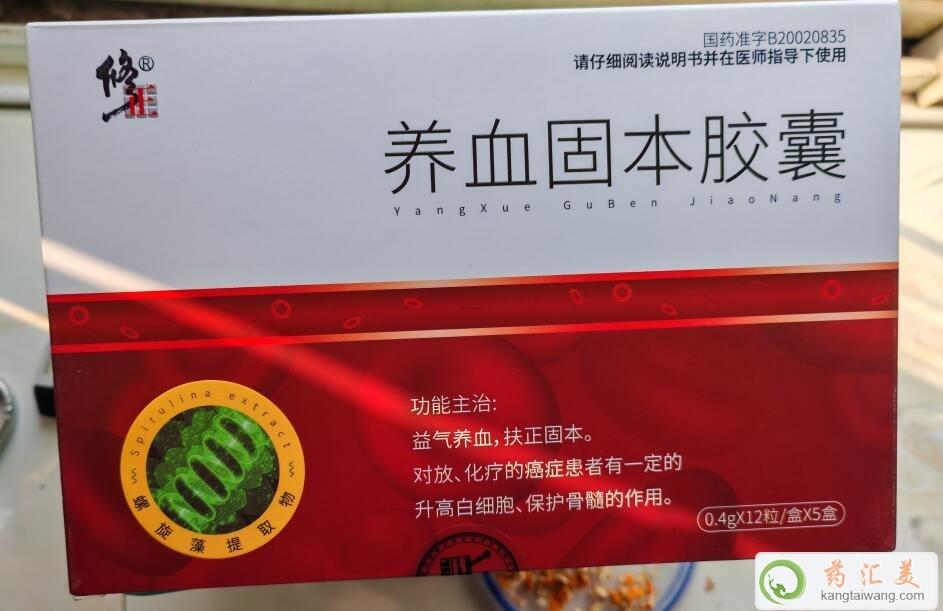 修正®
国药准字B20020835
请仔细阅读说明书并在医师指导下使用
养血固本胶囊
YangXue GuBen JiaoNang
Spirulina extract
螺旋藻提取物
功能主治:
益气养血,扶正固本。
对放、化疗的癌症患者有一定的
升高白细胞、保护骨髓的作用。
0.4gX12粒/盒X5盒
药汇美
kangtaiwang.com